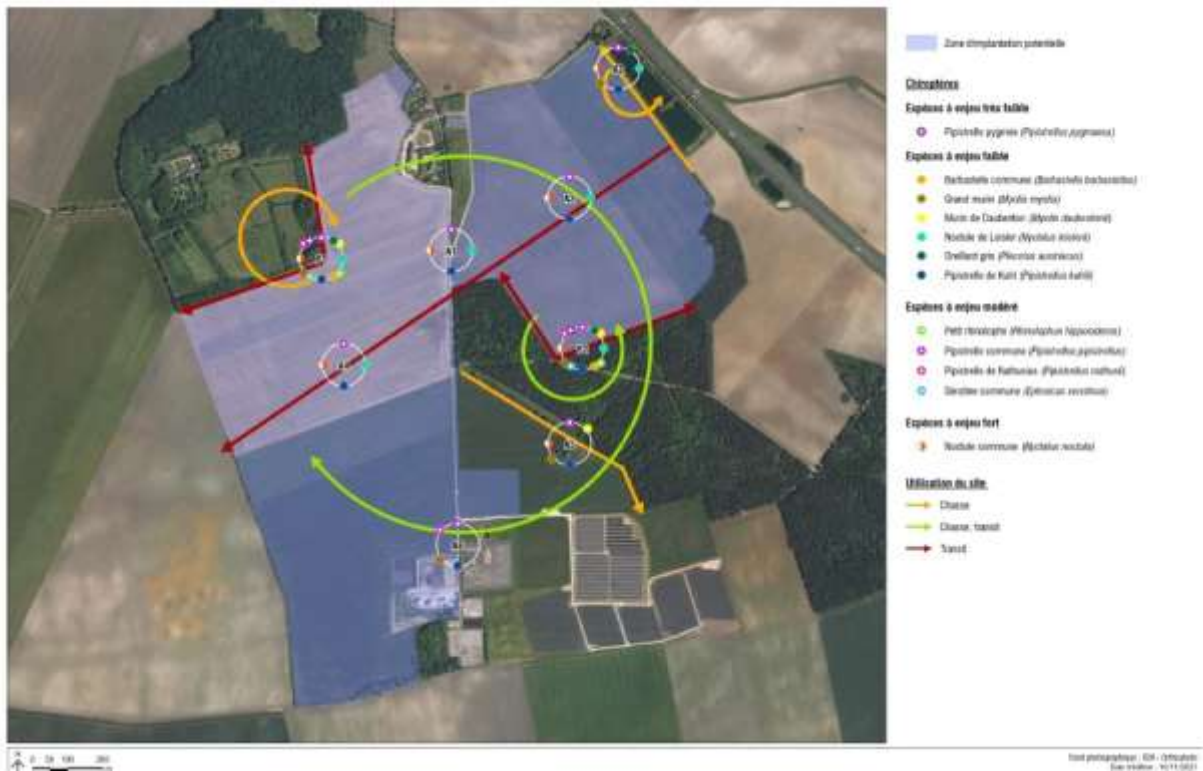 Zone d'implantation potentielle
Chiroptères
Espèces à enjeu très faible
Pipistrelle pygmée (Pipistrellus pygmaeus)
Espèces à enjeu faible
Barbastelle commune (Barbastella barbastellus)
Grand murin (Myotis myotis)
Murin de Daubenton (Myotis daubentonii)
Noctule de Leisler (Nyctalus leisleri)
Oreillard gris (Plecotus austriacus)
Pipistrelle de Kuhl (Pipistrellus kuhlii)
Espèces à enjeu modéré
Petit rhinolophe (Rhinolophus hipposideros)
Pipistrelle commune (Pipistrellus pipistrellus)
Pipistrelle de Nathusius (Pipistrellus nathusii)
Sérotine commune (Eptesicus serotinus)
Espèces à enjeu fort
Noctule commune (Nyctalus noctula)
Utilisation du site
Chasse
Chasse, transit
Transit
Fond photographique : IGN -